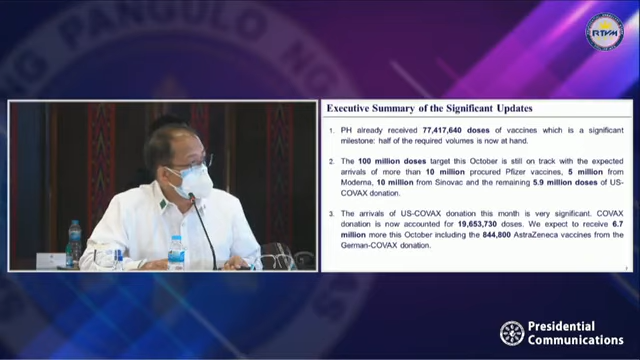 NG PANGULO NG
RTVM
Executive Summary of the Significant Updates
1. PH already received 77,417,640 doses of vaccines which is a significant
milestone: half of the required volumes is now at hand.
2. The 100 million doses target this October is still on track with the expected
arrivals of more than 10 million procured Pfizer vaccines, 5 million from
Moderna, 10 million from Sinovac and the remaining 5.9 million doses of US-
COVAX donation.
3. The arrivals of US-COVAX donation this month is very significant. COVAX
donation is now accounted for 19,653,730 doses. We expect to receive 6.7
million more this October including the 844,800 AstraZeneca vaccines from the
German-COVAX donation.
Presidential
Communications